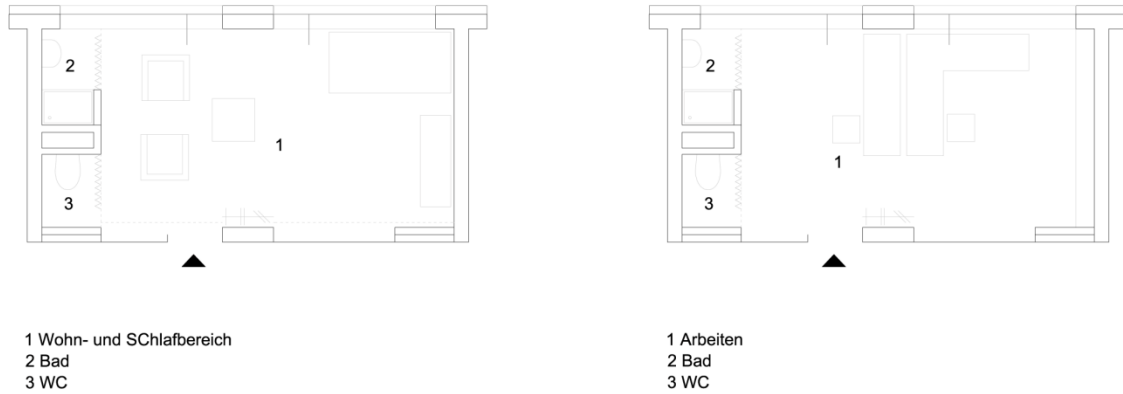 2
1
3
1 Wohn- und SChlafbereich
2 Bad
3 WC
2
1
3
1 Arbeiten
2 Bad
3 WC